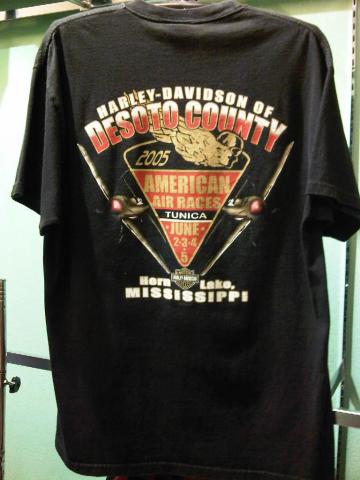 HARLEY-DAVIDSON OF
DESOTO COUNTY
2005
AMERICAN
AIR RACES
TUNICA
JUNE
2-3-4
5
Horn Lake,
MISSISSIPPI